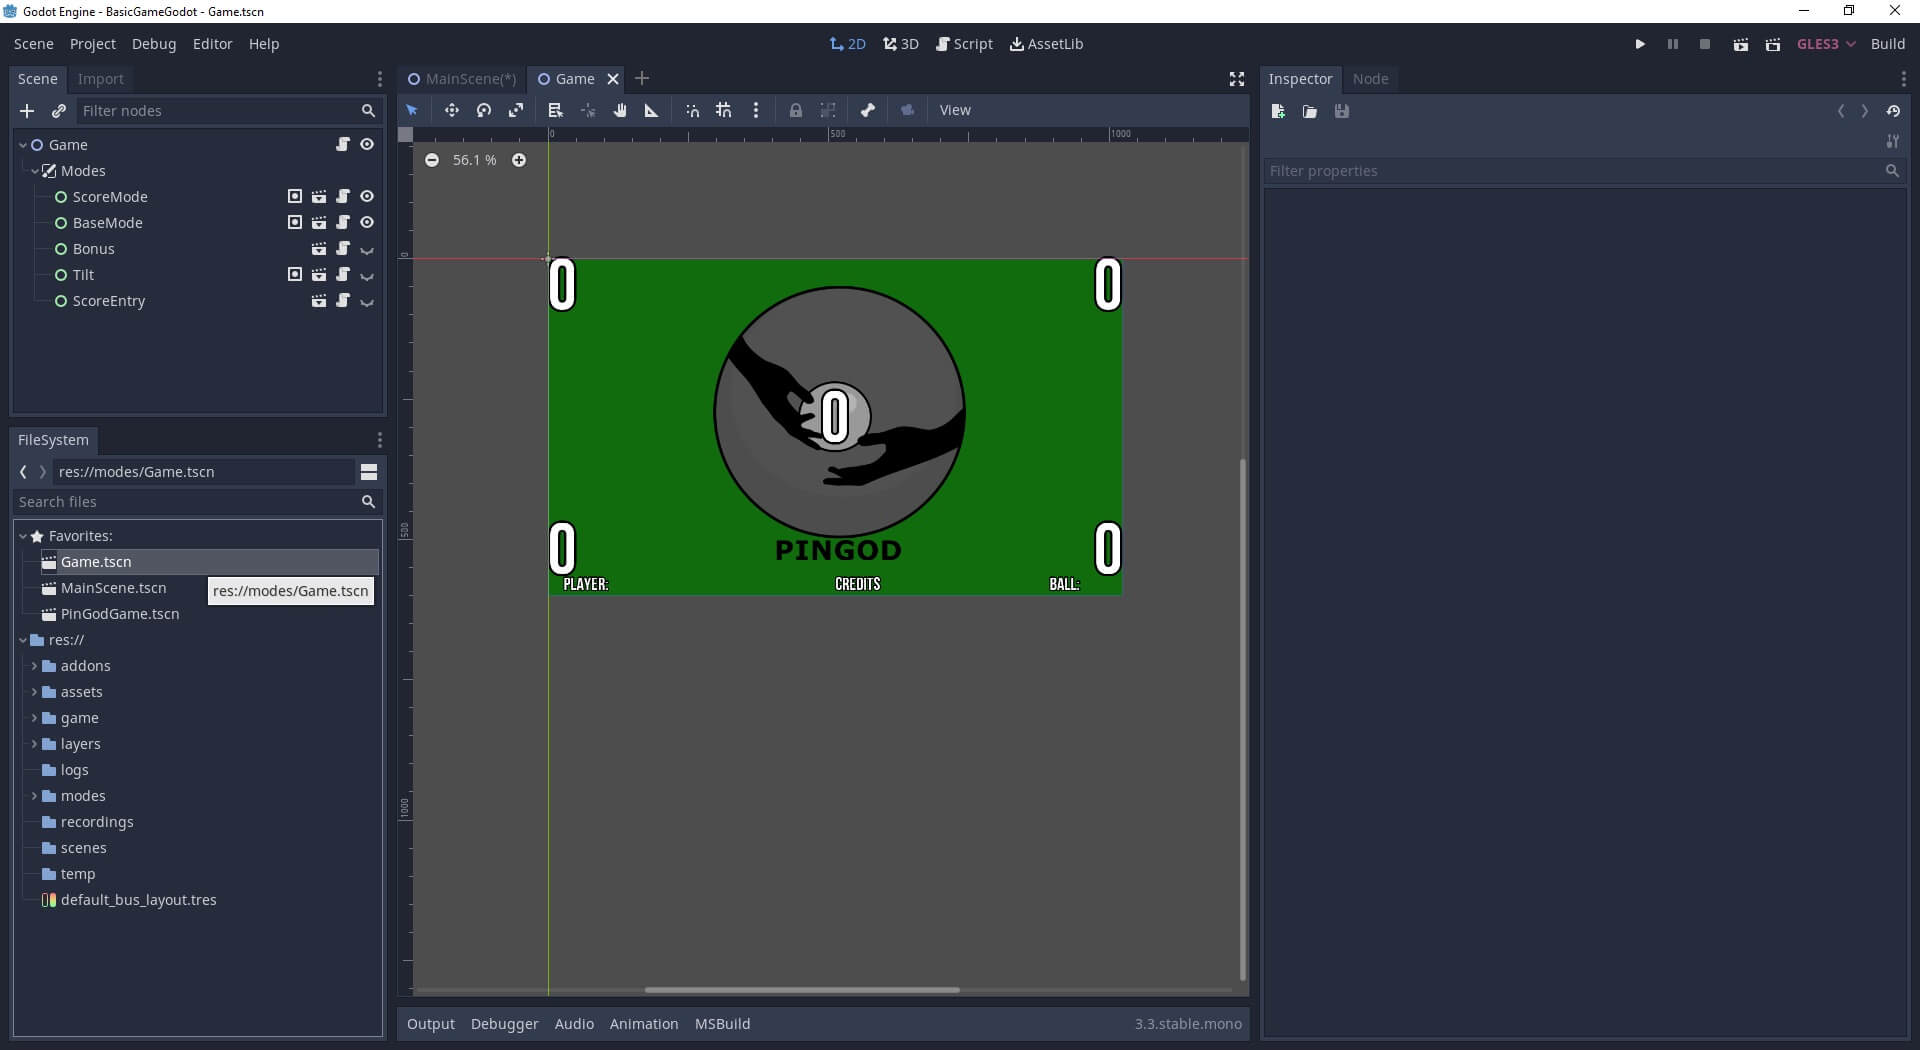 Godot Engine - BasicGameGodot - Game.tscn
Scene Project Debug Editor Help 2D 3D Script AssetLib GLES3 Build
Scene Import
Filter nodes
Game
Modes
ScoreMode
BaseMode
Bonus
Tilt
ScoreEntry
FileSystem
res://modes/Game.tscn
Search files
Favorites:
Game.tscn
MainScene.tscn
res://modes/Game.tscn
PinGodGame.tscn
res://
addons
assets
game
layers
logs
modes
recordings
scenes
temp
default_bus_layout.tres
MainScene(*) Game
View
0 500 1000
56.1 %
0
500
1000
0 0
0
0 0
PINGOD
PLAYER: CREDITS BALL:
Output Debugger Audio Animation MSBuild 3.3.stable.mono
Inspector Node
Filter properties